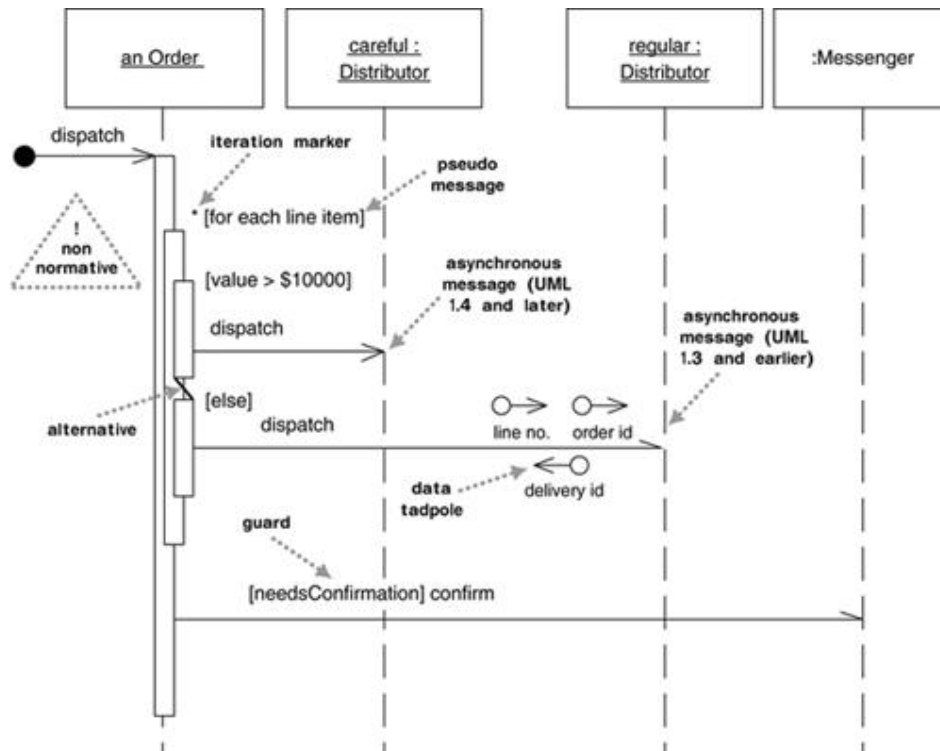 an Order
careful :
Distributor
regular :
Distributor
:Messenger
dispatch
iteration marker
pseudo
message
* [for each line item]
!
non
normative
[value > $10000]
asynchronous
message (UML
1.4 and later)
dispatch
asynchronous
message (UML
1.3 and earlier)
[else]
alternative
dispatch
line no.
order id
data
tadpole
delivery id
guard
[needsConfirmation] confirm